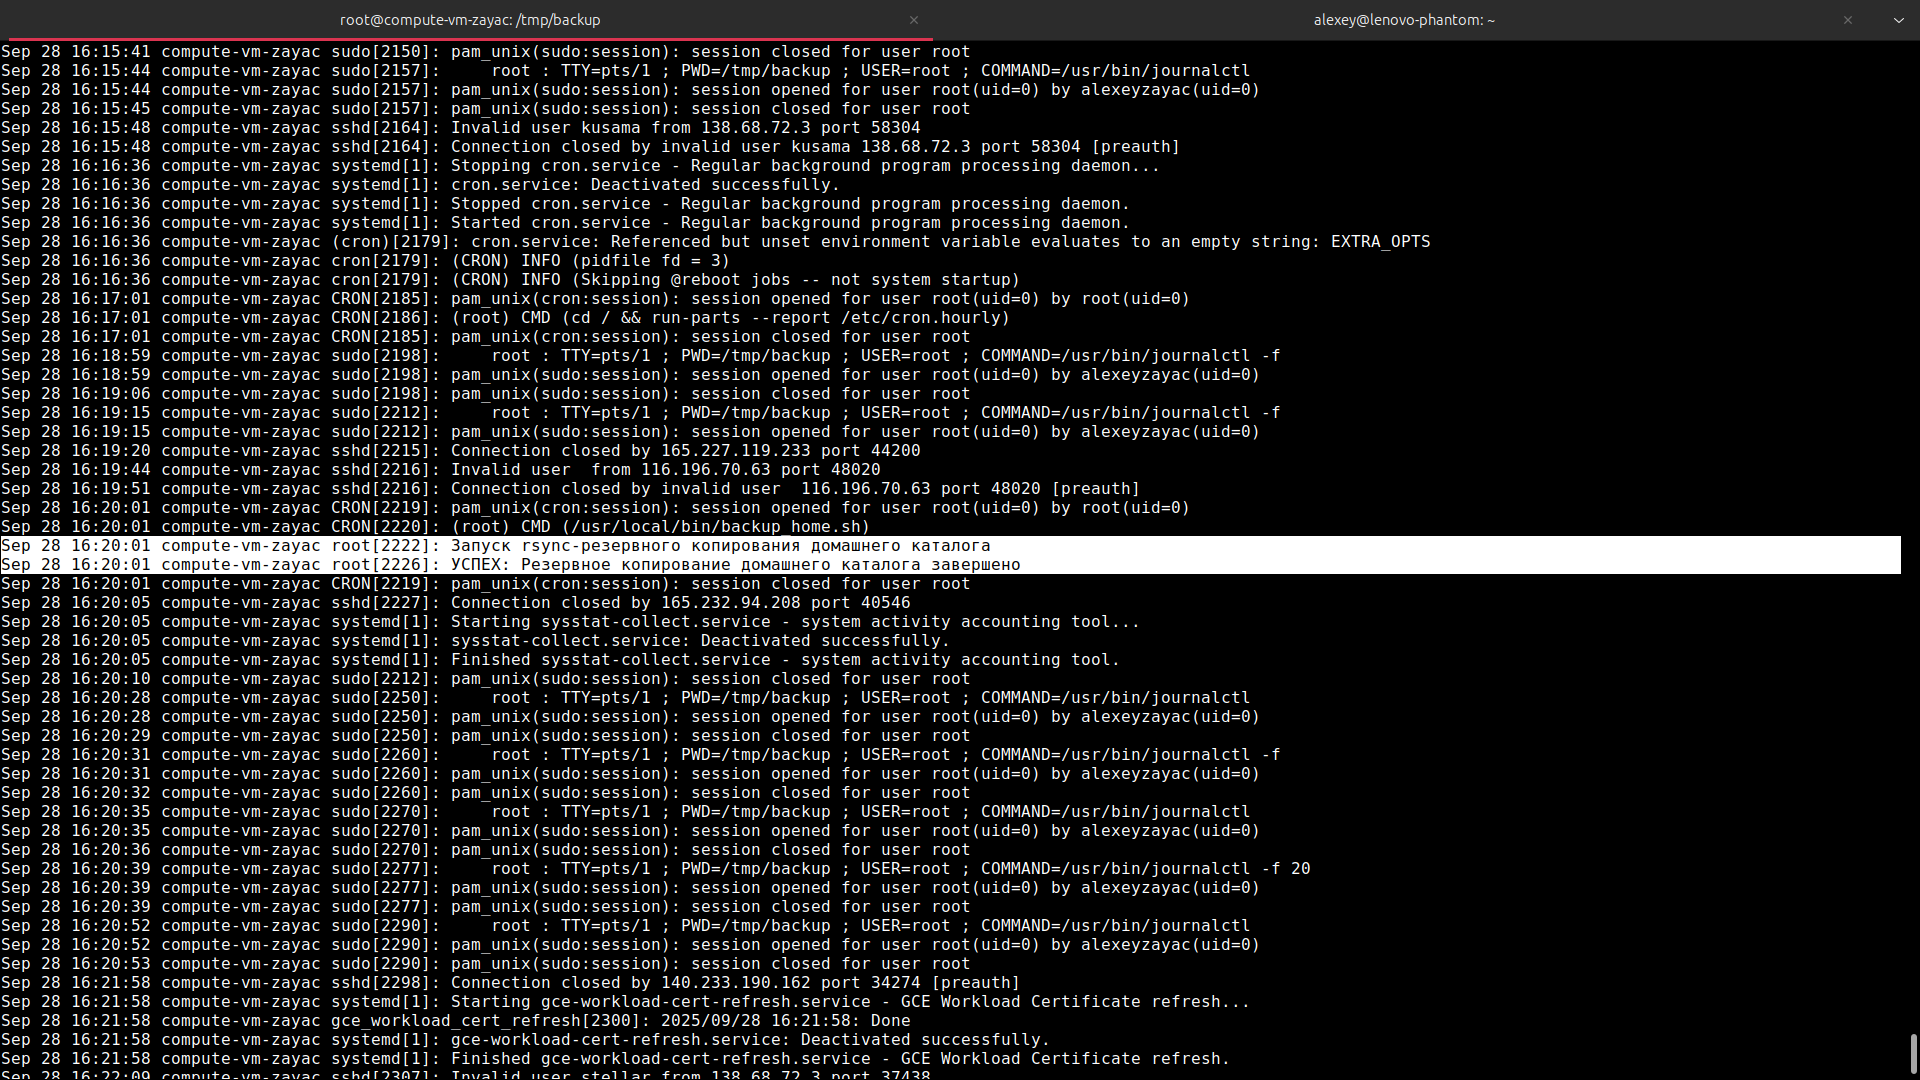 root@compute-vm-zayac: /tmp/backup
alexey@lenovo-phantom: ~
Sep 28 16:15:41 compute-vm-zayac sudo[2150]: pam_unix(sudo:session): session closed for user root
Sep 28 16:15:44 compute-vm-zayac sudo[2157]:     root : TTY=pts/1 ; PWD=/tmp/backup ; USER=root ; COMMAND=/usr/bin/journalctl
Sep 28 16:15:44 compute-vm-zayac sudo[2157]: pam_unix(sudo:session): session opened for user root(uid=0) by alexeyzayac(uid=0)
Sep 28 16:15:45 compute-vm-zayac sudo[2157]: pam_unix(sudo:session): session closed for user root
Sep 28 16:15:48 compute-vm-zayac sshd[2164]: Invalid user kusama from 138.68.72.3 port 58304
Sep 28 16:15:48 compute-vm-zayac sshd[2164]: Connection closed by invalid user kusama 138.68.72.3 port 58304 [preauth]
Sep 28 16:16:36 compute-vm-zayac systemd[1]: Stopping cron.service - Regular background program processing daemon...
Sep 28 16:16:36 compute-vm-zayac systemd[1]: cron.service: Deactivated successfully.
Sep 28 16:16:36 compute-vm-zayac systemd[1]: Stopped cron.service - Regular background program processing daemon.
Sep 28 16:16:36 compute-vm-zayac systemd[1]: Started cron.service - Regular background program processing daemon.
Sep 28 16:16:36 compute-vm-zayac (cron)[2179]: cron.service: Referenced but unset environment variable evaluates to an empty string: EXTRA_OPTS
Sep 28 16:16:36 compute-vm-zayac cron[2179]: (CRON) INFO (pidfile fd = 3)
Sep 28 16:16:36 compute-vm-zayac cron[2179]: (CRON) INFO (Skipping @reboot jobs -- not system startup)
Sep 28 16:17:01 compute-vm-zayac CRON[2185]: pam_unix(cron:session): session opened for user root(uid=0) by root(uid=0)
Sep 28 16:17:01 compute-vm-zayac CRON[2186]: (root) CMD (cd / && run-parts --report /etc/cron.hourly)
Sep 28 16:17:01 compute-vm-zayac CRON[2185]: pam_unix(cron:session): session closed for user root
Sep 28 16:18:59 compute-vm-zayac sudo[2198]:     root : TTY=pts/1 ; PWD=/tmp/backup ; USER=root ; COMMAND=/usr/bin/journalctl -f
Sep 28 16:18:59 compute-vm-zayac sudo[2198]: pam_unix(sudo:session): session opened for user root(uid=0) by alexeyzayac(uid=0)
Sep 28 16:19:06 compute-vm-zayac sudo[2198]: pam_unix(sudo:session): session closed for user root
Sep 28 16:19:15 compute-vm-zayac sudo[2212]:     root : TTY=pts/1 ; PWD=/tmp/backup ; USER=root ; COMMAND=/usr/bin/journalctl -f
Sep 28 16:19:15 compute-vm-zayac sudo[2212]: pam_unix(sudo:session): session opened for user root(uid=0) by alexeyzayac(uid=0)
Sep 28 16:19:20 compute-vm-zayac sshd[2215]: Connection closed by 165.227.119.233 port 44200
Sep 28 16:19:44 compute-vm-zayac sshd[2216]: Invalid user  from 116.196.70.63 port 48020
Sep 28 16:19:51 compute-vm-zayac sshd[2216]: Connection closed by invalid user  116.196.70.63 port 48020 [preauth]
Sep 28 16:20:01 compute-vm-zayac CRON[2219]: pam_unix(cron:session): session opened for user root(uid=0) by root(uid=0)
Sep 28 16:20:01 compute-vm-zayac CRON[2220]: (root) CMD (/usr/local/bin/backup_home.sh)
Sep 28 16:20:01 compute-vm-zayac root[2222]: Запуск rsync-резервного копирования домашнего каталога
Sep 28 16:20:01 compute-vm-zayac root[2226]: УСПЕХ: Резервное копирование домашнего каталога завершено
Sep 28 16:20:01 compute-vm-zayac CRON[2219]: pam_unix(cron:session): session closed for user root
Sep 28 16:20:05 compute-vm-zayac sshd[2227]: Connection closed by 165.232.94.208 port 40546
Sep 28 16:20:05 compute-vm-zayac systemd[1]: Starting sysstat-collect.service - system activity accounting tool...
Sep 28 16:20:05 compute-vm-zayac systemd[1]: sysstat-collect.service: Deactivated successfully.
Sep 28 16:20:05 compute-vm-zayac systemd[1]: Finished sysstat-collect.service - system activity accounting tool.
Sep 28 16:20:10 compute-vm-zayac sudo[2212]: pam_unix(sudo:session): session closed for user root
Sep 28 16:20:28 compute-vm-zayac sudo[2250]:     root : TTY=pts/1 ; PWD=/tmp/backup ; USER=root ; COMMAND=/usr/bin/journalctl
Sep 28 16:20:28 compute-vm-zayac sudo[2250]: pam_unix(sudo:session): session opened for user root(uid=0) by alexeyzayac(uid=0)
Sep 28 16:20:29 compute-vm-zayac sudo[2250]: pam_unix(sudo:session): session closed for user root
Sep 28 16:20:31 compute-vm-zayac sudo[2260]:     root : TTY=pts/1 ; PWD=/tmp/backup ; USER=root ; COMMAND=/usr/bin/journalctl -f
Sep 28 16:20:31 compute-vm-zayac sudo[2260]: pam_unix(sudo:session): session opened for user root(uid=0) by alexeyzayac(uid=0)
Sep 28 16:20:32 compute-vm-zayac sudo[2260]: pam_unix(sudo:session): session closed for user root
Sep 28 16:20:35 compute-vm-zayac sudo[2270]:     root : TTY=pts/1 ; PWD=/tmp/backup ; USER=root ; COMMAND=/usr/bin/journalctl
Sep 28 16:20:35 compute-vm-zayac sudo[2270]: pam_unix(sudo:session): session opened for user root(uid=0) by alexeyzayac(uid=0)
Sep 28 16:20:36 compute-vm-zayac sudo[2270]: pam_unix(sudo:session): session closed for user root
Sep 28 16:20:39 compute-vm-zayac sudo[2277]:     root : TTY=pts/1 ; PWD=/tmp/backup ; USER=root ; COMMAND=/usr/bin/journalctl -f 20
Sep 28 16:20:39 compute-vm-zayac sudo[2277]: pam_unix(sudo:session): session opened for user root(uid=0) by alexeyzayac(uid=0)
Sep 28 16:20:39 compute-vm-zayac sudo[2277]: pam_unix(sudo:session): session closed for user root
Sep 28 16:20:52 compute-vm-zayac sudo[2290]:     root : TTY=pts/1 ; PWD=/tmp/backup ; USER=root ; COMMAND=/usr/bin/journalctl
Sep 28 16:20:52 compute-vm-zayac sudo[2290]: pam_unix(sudo:session): session opened for user root(uid=0) by alexeyzayac(uid=0)
Sep 28 16:20:53 compute-vm-zayac sudo[2290]: pam_unix(sudo:session): session closed for user root
Sep 28 16:21:58 compute-vm-zayac sshd[2298]: Connection closed by 140.233.190.162 port 34274 [preauth]
Sep 28 16:21:58 compute-vm-zayac systemd[1]: Starting gce-workload-cert-refresh.service - GCE Workload Certificate refresh...
Sep 28 16:21:58 compute-vm-zayac gce_workload_cert_refresh[2300]: 2025/09/28 16:21:58: Done
Sep 28 16:21:58 compute-vm-zayac systemd[1]: gce-workload-cert-refresh.service: Deactivated successfully.
Sep 28 16:21:58 compute-vm-zayac systemd[1]: Finished gce-workload-cert-refresh.service - GCE Workload Certificate refresh.
Sep 28 16:22:09 compute-vm-zayac sshd[2307]: Invalid user stellar from 138.68.72.3 port 37438